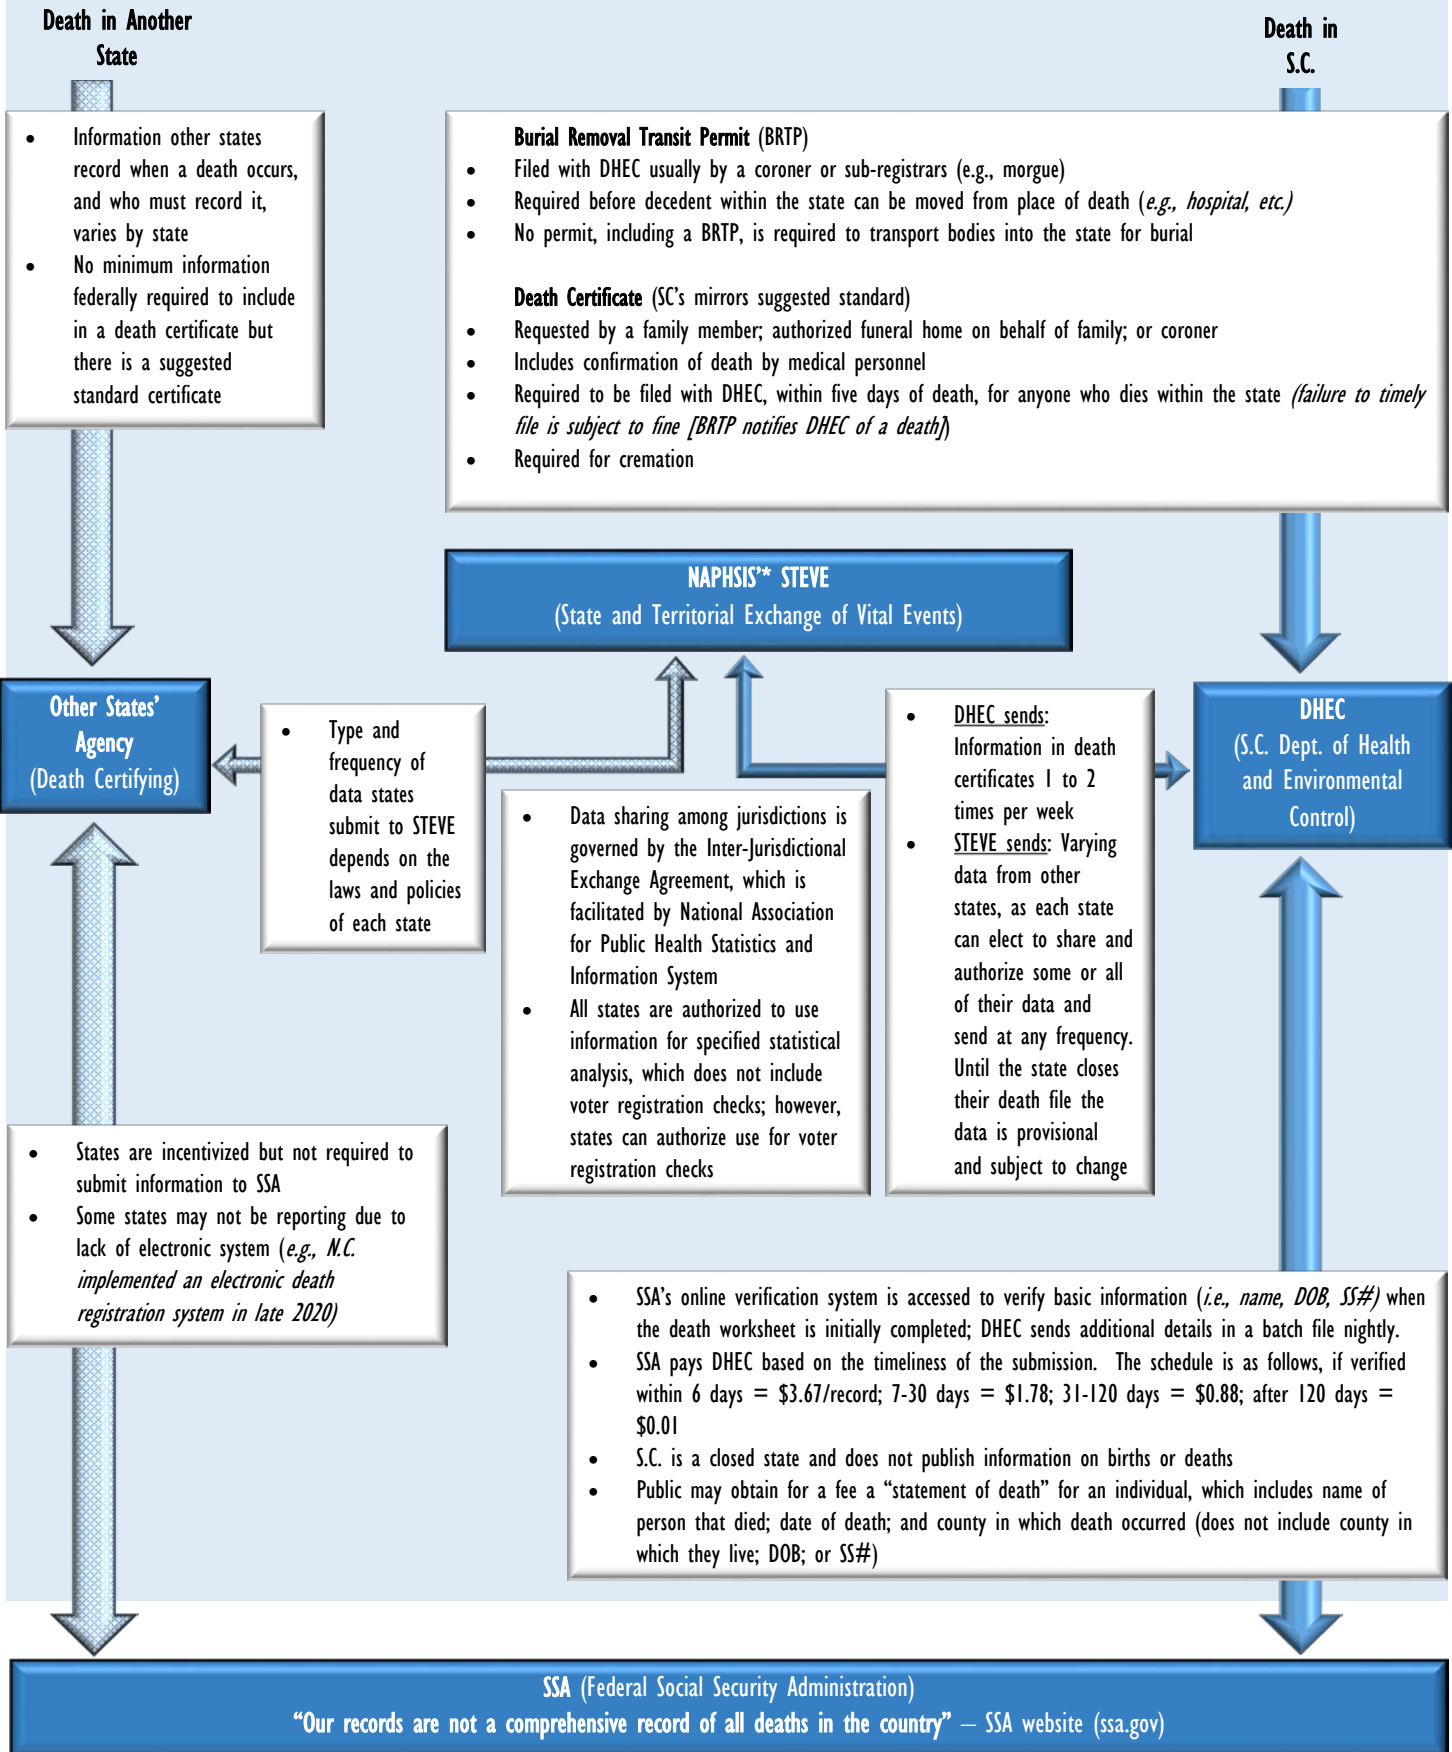 Death in Another
State
Death in
S.C.
• Information other states
record when a death occurs,
and who must record it,
varies by state
• No minimum information
federally required to include
in a death certificate but
there is a suggested
standard certificate
Burial Removal Transit Permit (BRTP)
• Filed with DHEC usually by a coroner or sub-registrars (e.g., morgue)
• Required before decedent within the state can be moved from place of death (e.g., hospital, etc.)
• No permit, including a BRTP, is required to transport bodies into the state for burial
Death Certificate (SC's mirrors suggested standard)
• Requested by a family member; authorized funeral home on behalf of family; or coroner
• Includes confirmation of death by medical personnel
• Required to be filed with DHEC, within five days of death, for anyone who dies within the state (failure to timely
file is subject to fine [BRTP notifies DHEC of a death])
• Required for cremation
NAPHSIS'* STEVE
(State and Territorial Exchange of Vital Events)
Other States'
Agency
(Death Certifying)
• Type and
frequency of
data states
submit to STEVE
depends on the
laws and policies
of each state
• Data sharing among jurisdictions is
governed by the Inter-Jurisdictional
Exchange Agreement, which is
facilitated by National Association
for Public Health Statistics and
Information System
• All states are authorized to use
information for specified statistical
analysis, which does not include
voter registration checks; however,
states can authorize use for voter
registration checks
• DHEC sends:
Information in death
certificates 1 to 2
times per week
• STEVE sends: Varying
data from other
states, as each state
can elect to share and
authorize some or all
of their data and
send at any frequency.
Until the state closes
their death file the
data is provisional
and subject to change
DHEC
(S.C. Dept. of Health
and Environmental
Control)
• States are incentivized but not required to
submit information to SSA
• Some states may not be reporting due to
lack of electronic system (e.g., N.C.
implemented an electronic death
registration system in late 2020)
• SSA's online verification system is accessed to verify basic information (i.e., name, DOB, SS#) when
the death worksheet is initially completed; DHEC sends additional details in a batch file nightly.
• SSA pays DHEC based on the timeliness of the submission. The schedule is as follows, if verified
within 6 days = $3.67/record; 7-30 days = $1.78; 31-120 days = $0.88; after 120 days =
$0.01
• S.C. is a closed state and does not publish information on births or deaths
• Public may obtain for a fee a “statement of death” for an individual, which includes name of
person that died; date of death; and county in which death occurred (does not include county in
which they live; DOB; or SS#)
SSA (Federal Social Security Administration)
“Our records are not a comprehensive record of all deaths in the country” – SSA website (ssa.gov)